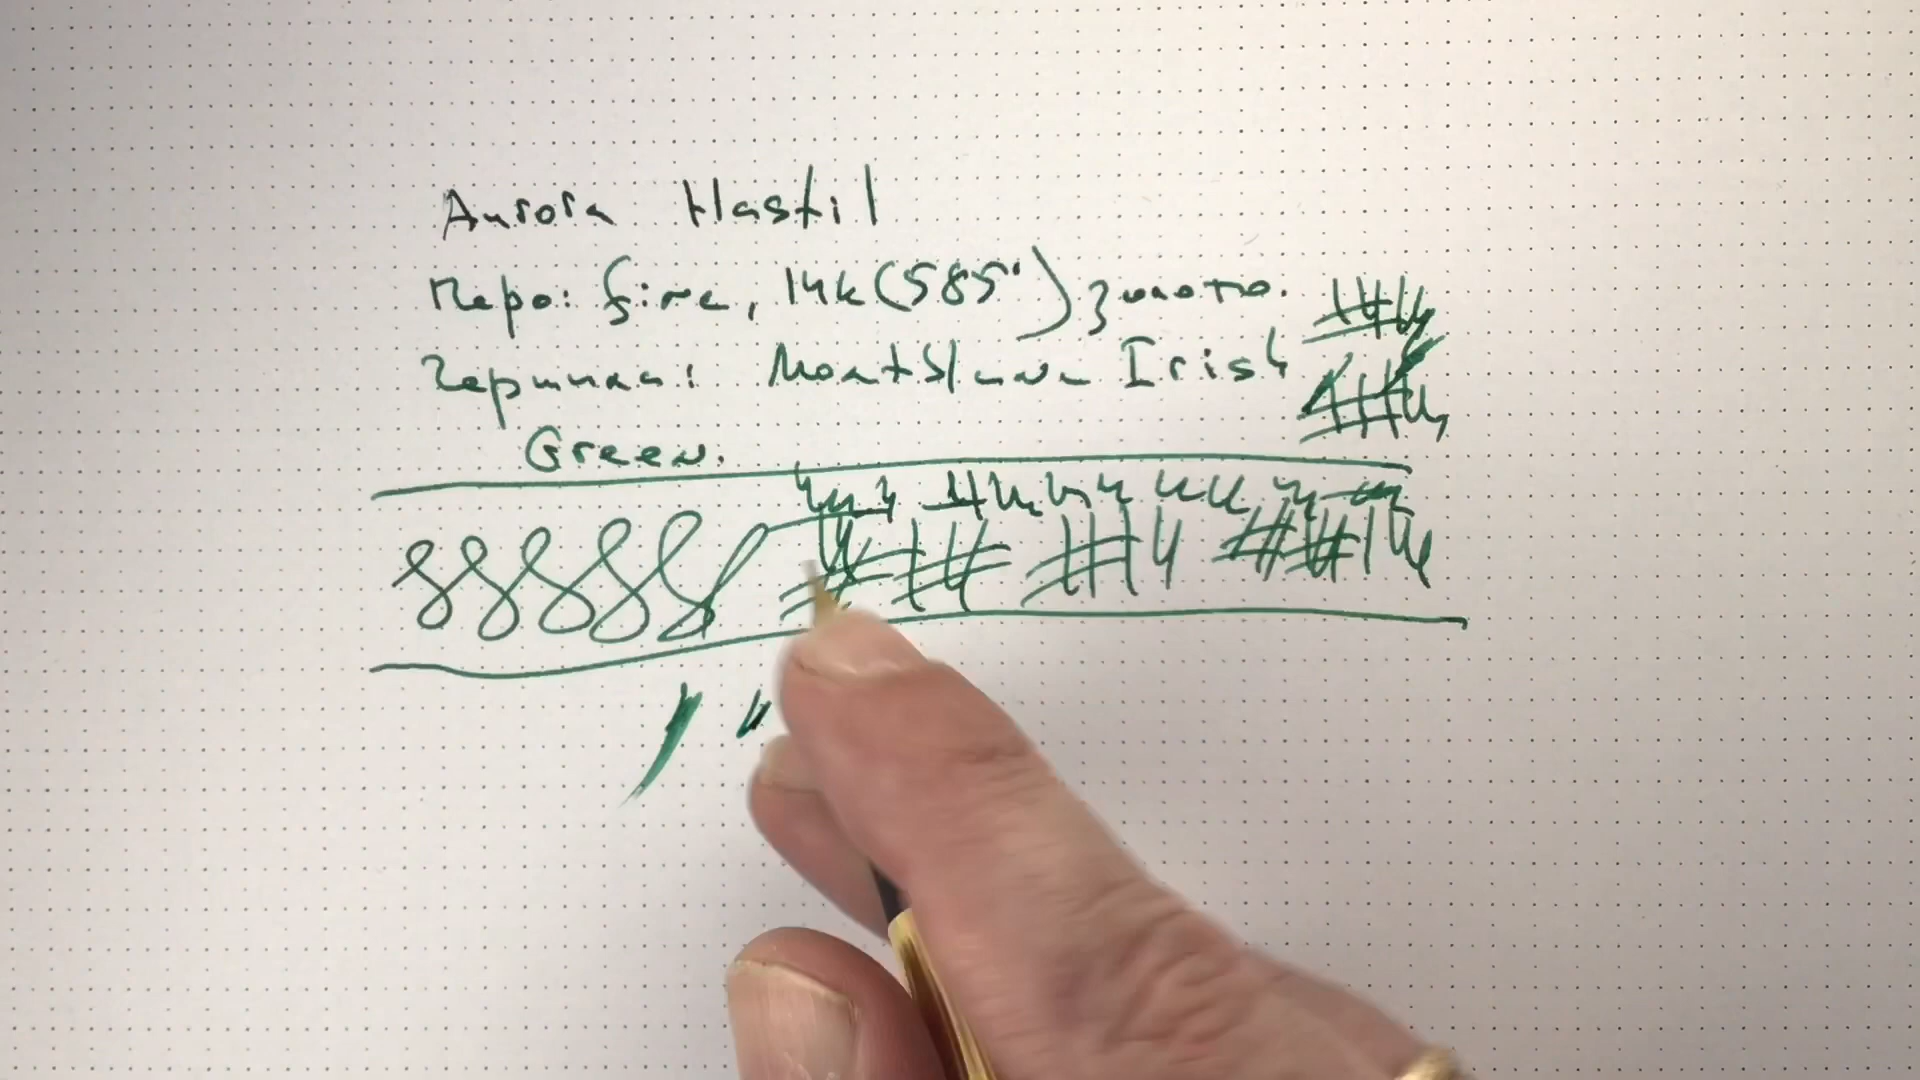 Aurora Hastil
Перо: fine, 14k (585°) золото.
Чернила: MontBlanc Irish
Green.